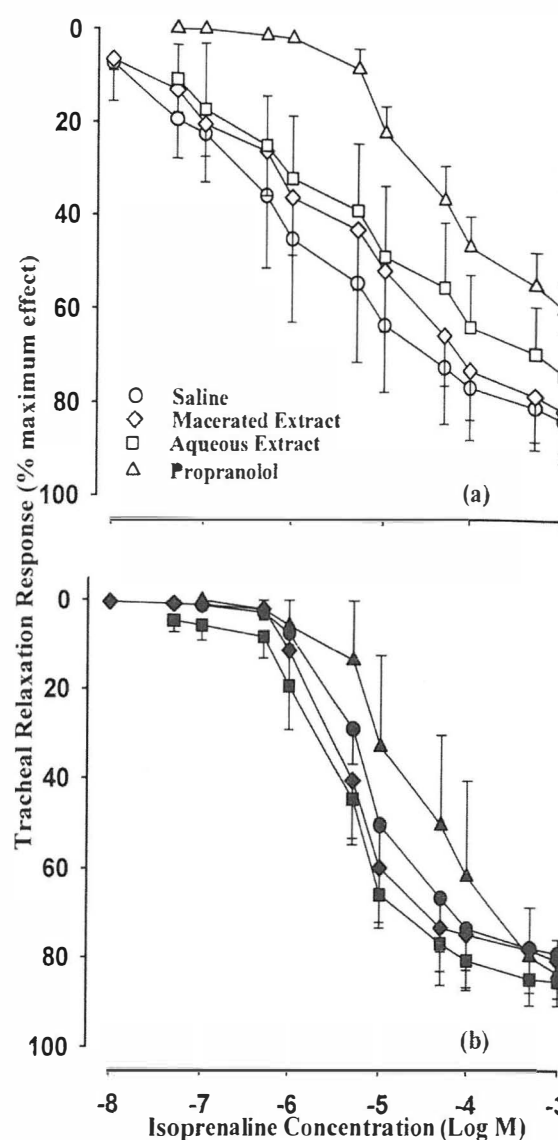 Tracheal Relaxation Response (% maximum effect)
0
20
40
60
80
100
Saline
Macerated Extract
Aqueous Extract
Propranolol
(a)
0
20
40
60
80
100
(b)
-8 -7 -6 -5 -4 -3
Isoprenaline Concentration (Log M)